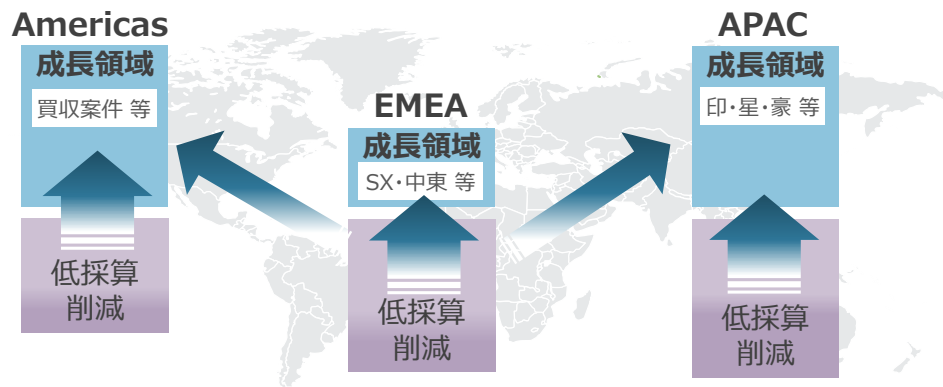 Americas
成長領域
買収案件 等
低採算
削減
EMEA
成長領域
SX・中東 等
低採算
削減
APAC
成長領域
印・星・豪 等
低採算
削減